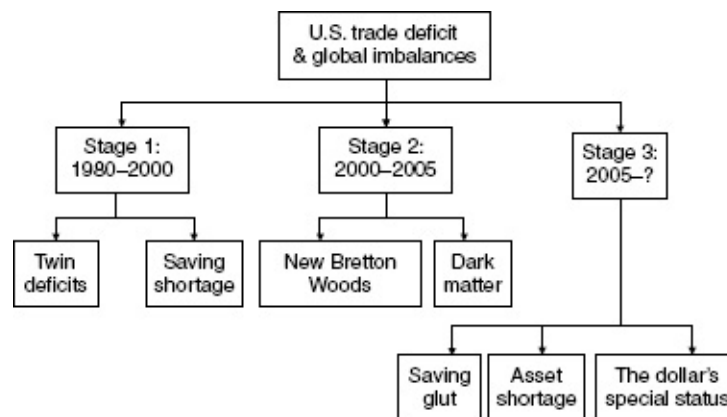 U.S. trade deficit
& global imbalances
Stage 1:
1980–2000
Stage 2:
2000–2005
Stage 3:
2005–?
Twin
deficits
Saving
shortage
New Bretton
Woods
Dark
matter
Saving
glut
Asset
shortage
The dollar's
special status